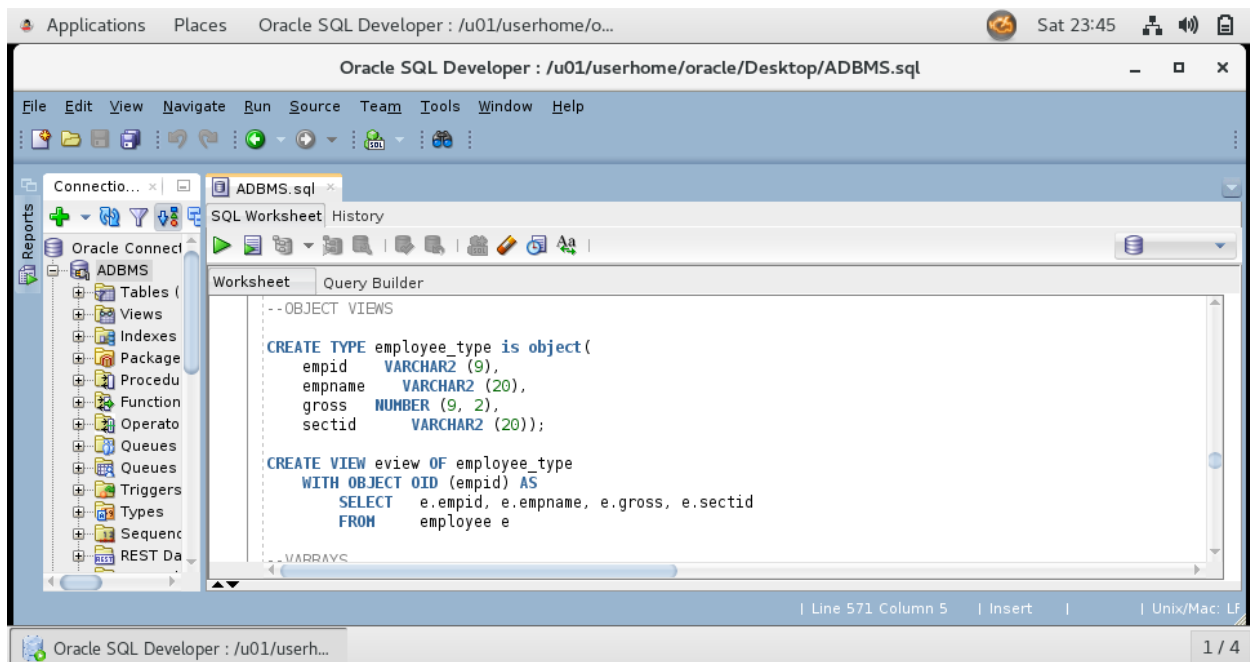 Applications Places Oracle SQL Developer : /u01/userhome/o... Sat 23:45
Oracle SQL Developer : /u01/userhome/oracle/Desktop/ADBMS.sql
File Edit View Navigate Run Source Team Tools Window Help
Connectio... ADBMS.sql
Reports
SQL Worksheet History
Oracle Connect
ADBMS
Tables (
Views
Indexes
Package
Procedu
Function
Operato
Queues
Queues
Triggers
Types
Sequenc
REST Da
Worksheet Query Builder
--OBJECT VIEWS
CREATE TYPE employee_type is object(
empid VARCHAR2 (9),
empname VARCHAR2 (20),
gross NUMBER (9, 2),
sectid VARCHAR2 (20));
CREATE VIEW eview OF employee_type
WITH OBJECT OID (empid) AS
SELECT e.empid, e.empname, e.gross, e.sectid
FROM employee e
--VARRAYS
| Line 571 Column 5 | Insert | | Unix/Mac: LF
Oracle SQL Developer : /u01/userh... 1 / 4